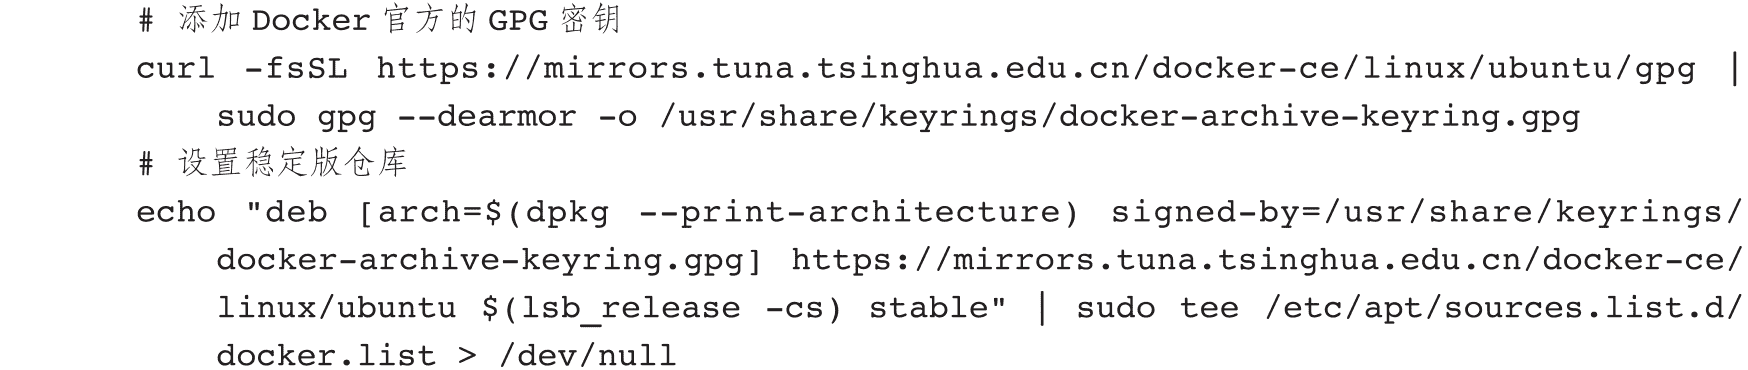 # 添加 Docker 官方的 GPG 密钥
curl -fsSL https://mirrors.tuna.tsinghua.edu.cn/docker-ce/linux/ubuntu/gpg |
sudo gpg --dearmor -o /usr/share/keyrings/docker-archive-keyring.gpg
# 设置稳定版仓库
echo "deb [arch=$(dpkg --print-architecture) signed-by=/usr/share/keyrings/
docker-archive-keyring.gpg] https://mirrors.tuna.tsinghua.edu.cn/docker-ce/
linux/ubuntu $(lsb_release -cs) stable" | sudo tee /etc/apt/sources.list.d/
docker.list > /dev/null